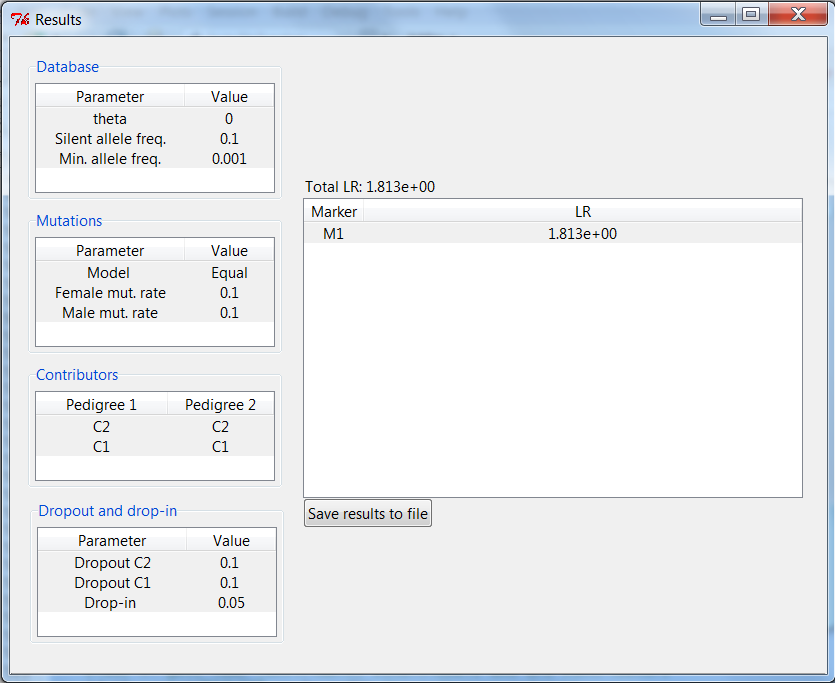 Results
Database
Parameter Value
theta 0
Silent allele freq. 0.1
Min. allele freq. 0.001
Mutations
Parameter Value
Model Equal
Female mut. rate 0.1
Male mut. rate 0.1
Contributors
Pedigree 1 Pedigree 2
C2 C2
C1 C1
Dropout and drop-in
Parameter Value
Dropout C2 0.1
Dropout C1 0.1
Drop-in 0.05
Total LR: 1.813e+00
Marker LR
M1 1.813e+00
Save results to file